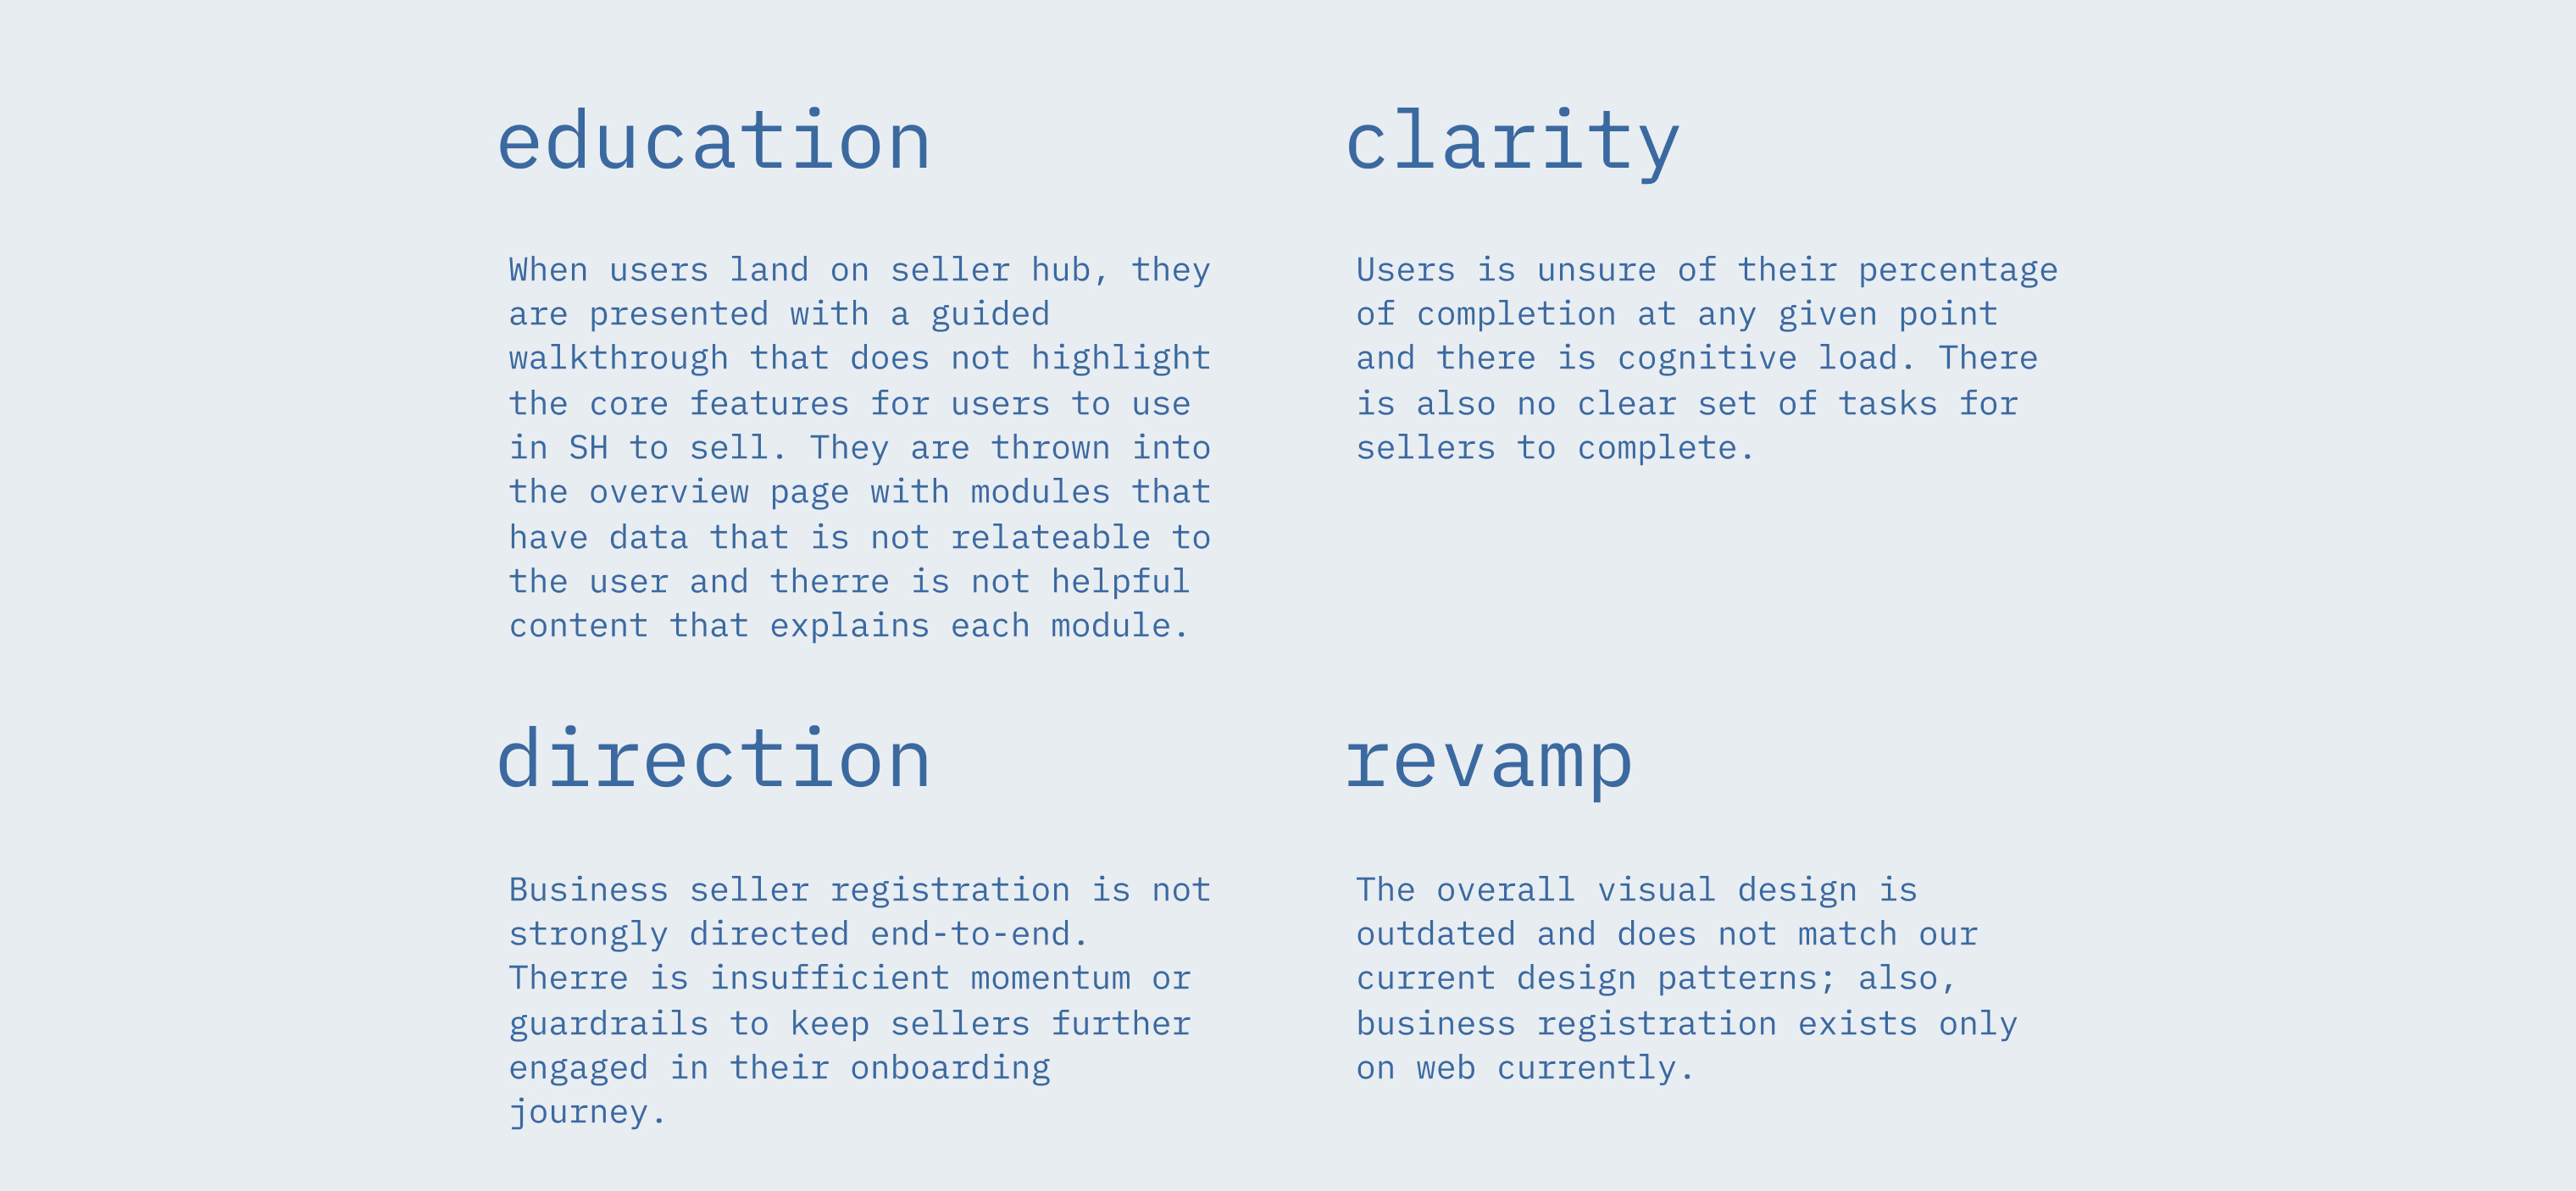 education
When users land on seller hub, they
are presented with a guided
walkthrough that does not highlight
the core features for users to use
in SH to sell. They are thrown into
the overview page with modules that
have data that is not relateable to
the user and therre is not helpful
content that explains each module.
clarity
Users is unsure of their percentage
of completion at any given point
and there is cognitive load. There
is also no clear set of tasks for
sellers to complete.
direction
Business seller registration is not
strongly directed end-to-end.
Therre is insufficient momentum or
guardrails to keep sellers further
engaged in their onboarding
journey.
revamp
The overall visual design is
outdated and does not match our
current design patterns; also,
business registration exists only
on web currently.